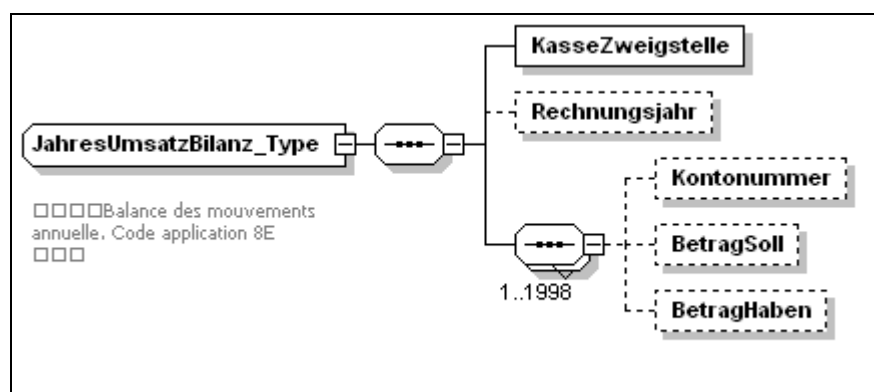 KasseZweigstelle
Rechnungsjahr
JahresUmsatzBilanz_Type
Kontonummer
□□□□Balance des mouvements
annuelle. Code application 8E
□□□
BetragSoll
1..1998
BetragHaben